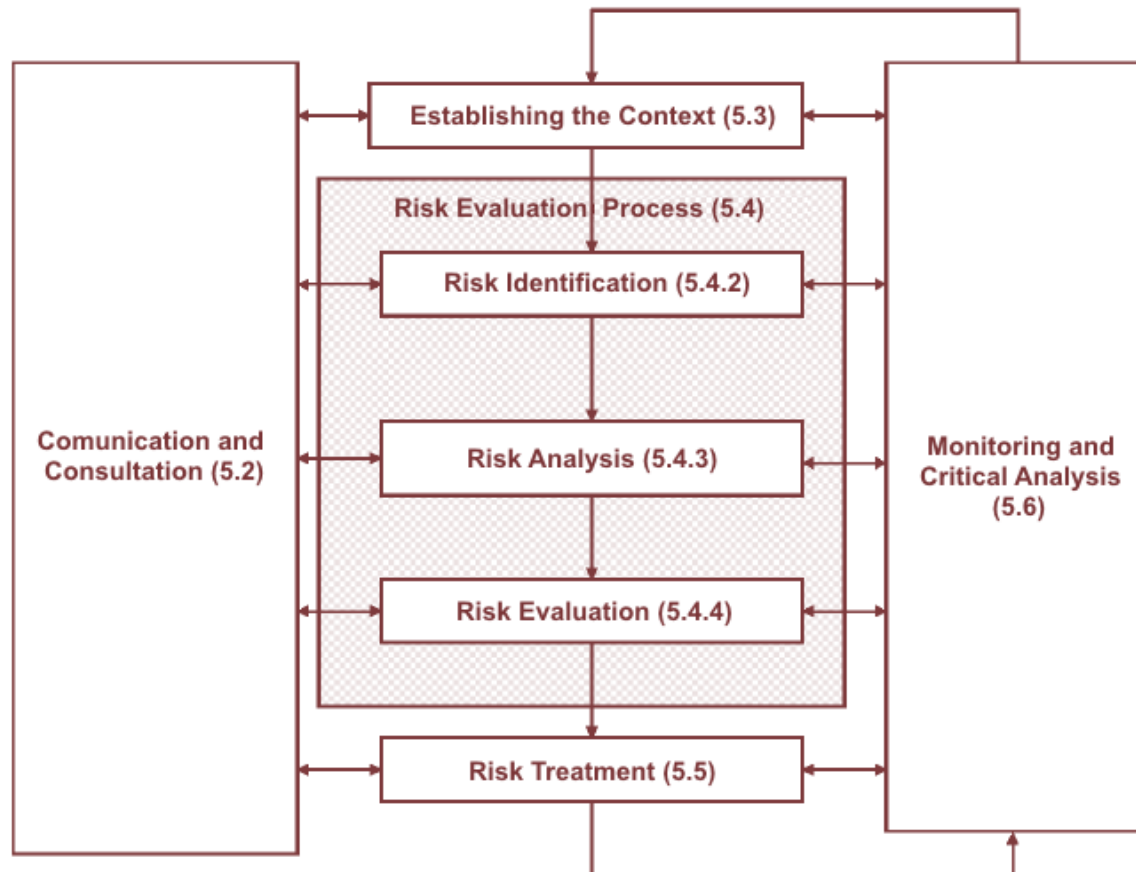 Establishing the Context (5.3)
Risk Evaluation Process (5.4)
Risk Identification (5.4.2)
Comunication and
Consultation (5.2)
Risk Analysis (5.4.3)
Monitoring and
Critical Analysis
(5.6)
Risk Evaluation (5.4.4)
Risk Treatment (5.5)